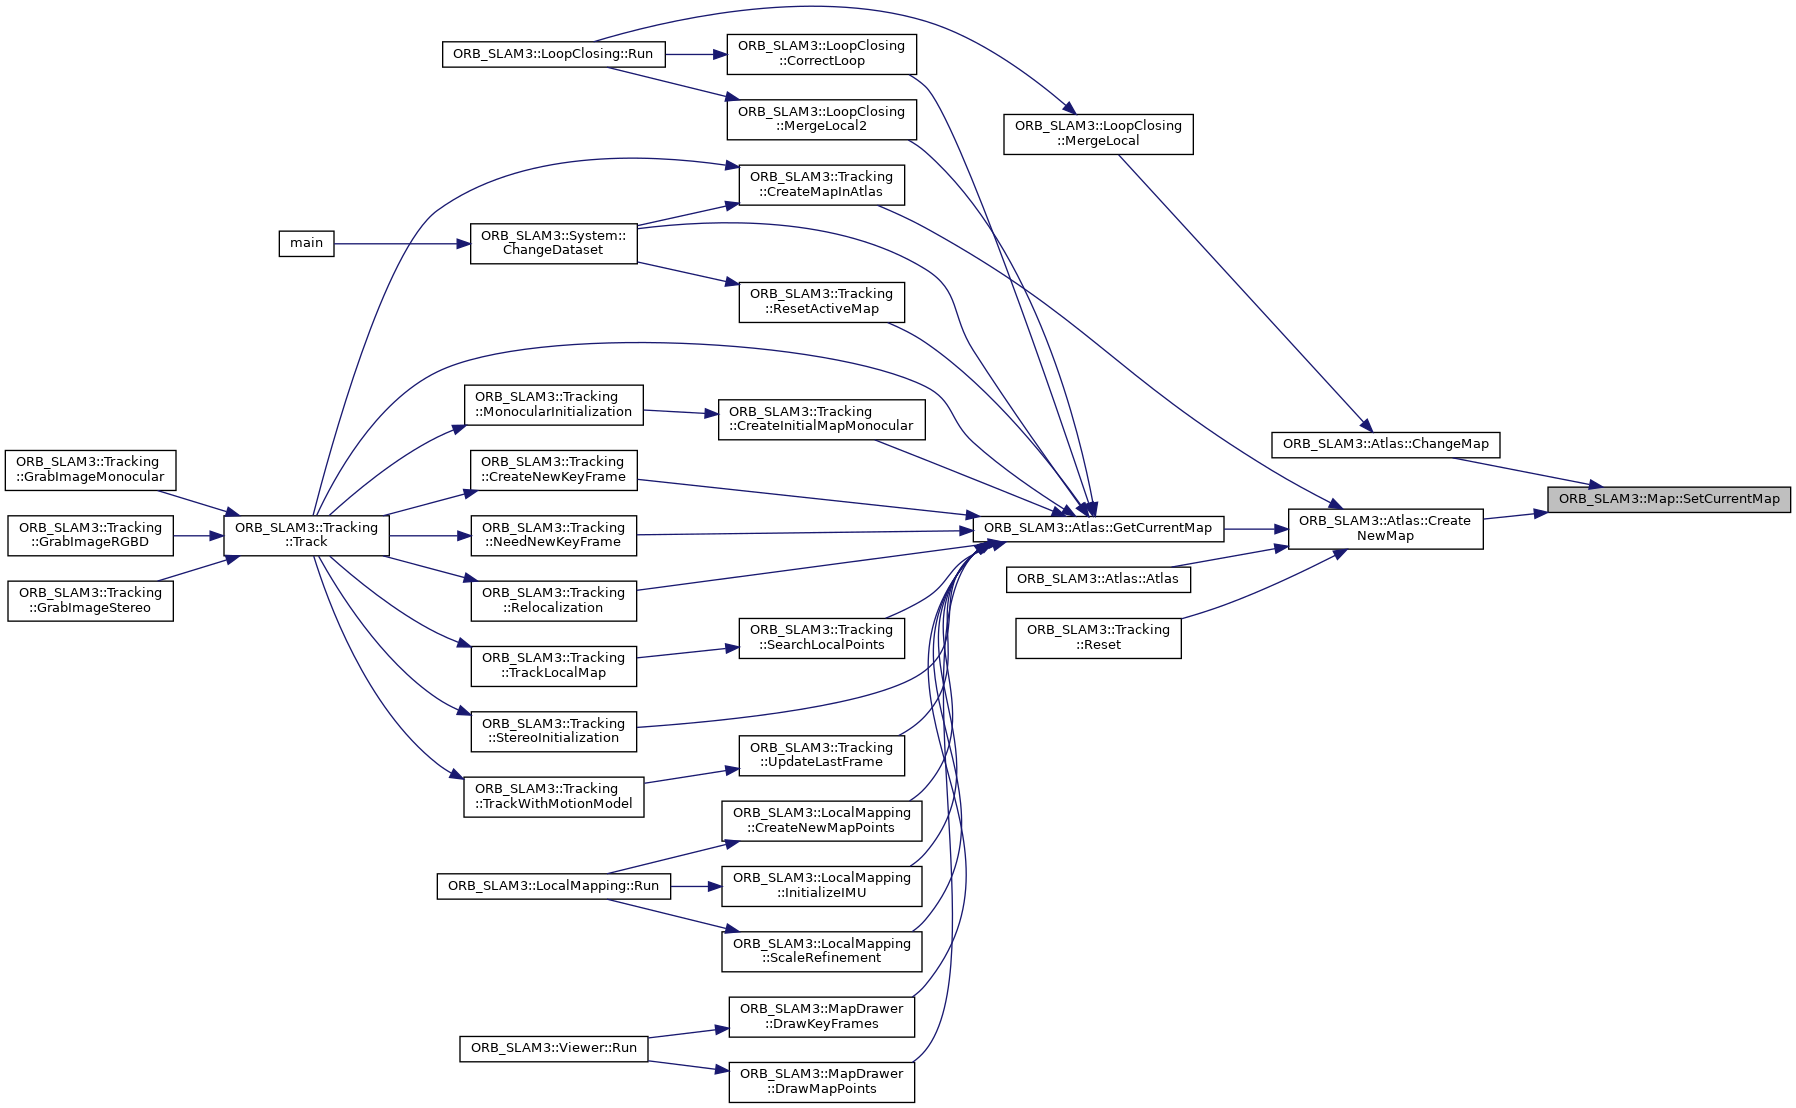 ORB_SLAM3::LoopClosing::Run
ORB_SLAM3::LoopClosing
::CorrectLoop
ORB_SLAM3::LoopClosing
::MergeLocal2
ORB_SLAM3::LoopClosing
::MergeLocal
ORB_SLAM3::Tracking
::CreateMapInAtlas
main
ORB_SLAM3::System::
ChangeDataset
ORB_SLAM3::Tracking
::ResetActiveMap
ORB_SLAM3::Tracking
::MonocularInitialization
ORB_SLAM3::Tracking
::CreateInitialMapMonocular
ORB_SLAM3::Atlas::ChangeMap
ORB_SLAM3::Tracking
::GrabImageMonocular
ORB_SLAM3::Tracking
::CreateNewKeyFrame
ORB_SLAM3::Map::SetCurrentMap
ORB_SLAM3::Tracking
::GrabImageRGBD
ORB_SLAM3::Tracking
::Track
ORB_SLAM3::Tracking
::NeedNewKeyFrame
ORB_SLAM3::Atlas::GetCurrentMap
ORB_SLAM3::Atlas::Create
NewMap
ORB_SLAM3::Tracking
::GrabImageStereo
ORB_SLAM3::Tracking
::Relocalization
ORB_SLAM3::Atlas::Atlas
ORB_SLAM3::Tracking
::SearchLocalPoints
ORB_SLAM3::Tracking
::Reset
ORB_SLAM3::Tracking
::TrackLocalMap
ORB_SLAM3::Tracking
::StereoInitialization
ORB_SLAM3::Tracking
::UpdateLastFrame
ORB_SLAM3::Tracking
::TrackWithMotionModel
ORB_SLAM3::LocalMapping
::CreateNewMapPoints
ORB_SLAM3::LocalMapping::Run
ORB_SLAM3::LocalMapping
::InitializeIMU
ORB_SLAM3::LocalMapping
::ScaleRefinement
ORB_SLAM3::MapDrawer
::DrawKeyFrames
ORB_SLAM3::Viewer::Run
ORB_SLAM3::MapDrawer
::DrawMapPoints